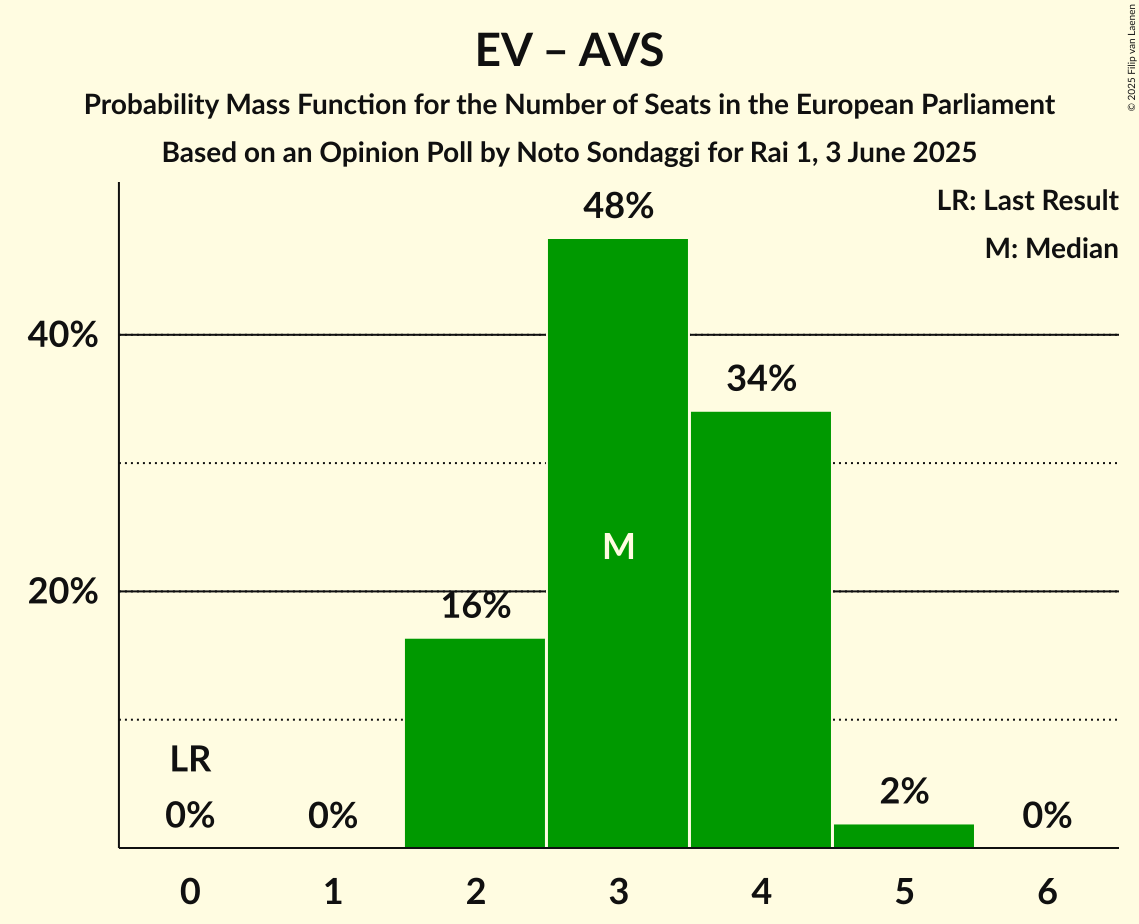 EV – AVS
Probability Mass Function for the Number of Seats in the European Parliament
Based on an Opinion Poll by Noto Sondaggi for Rai 1, 3 June 2025
© 2025 Filip van Laenen
LR: Last Result
M: Median
48%
40%
34%
M
20%
16%
LR
0%
0%
2%
0%
0 1 2 3 4 5 6